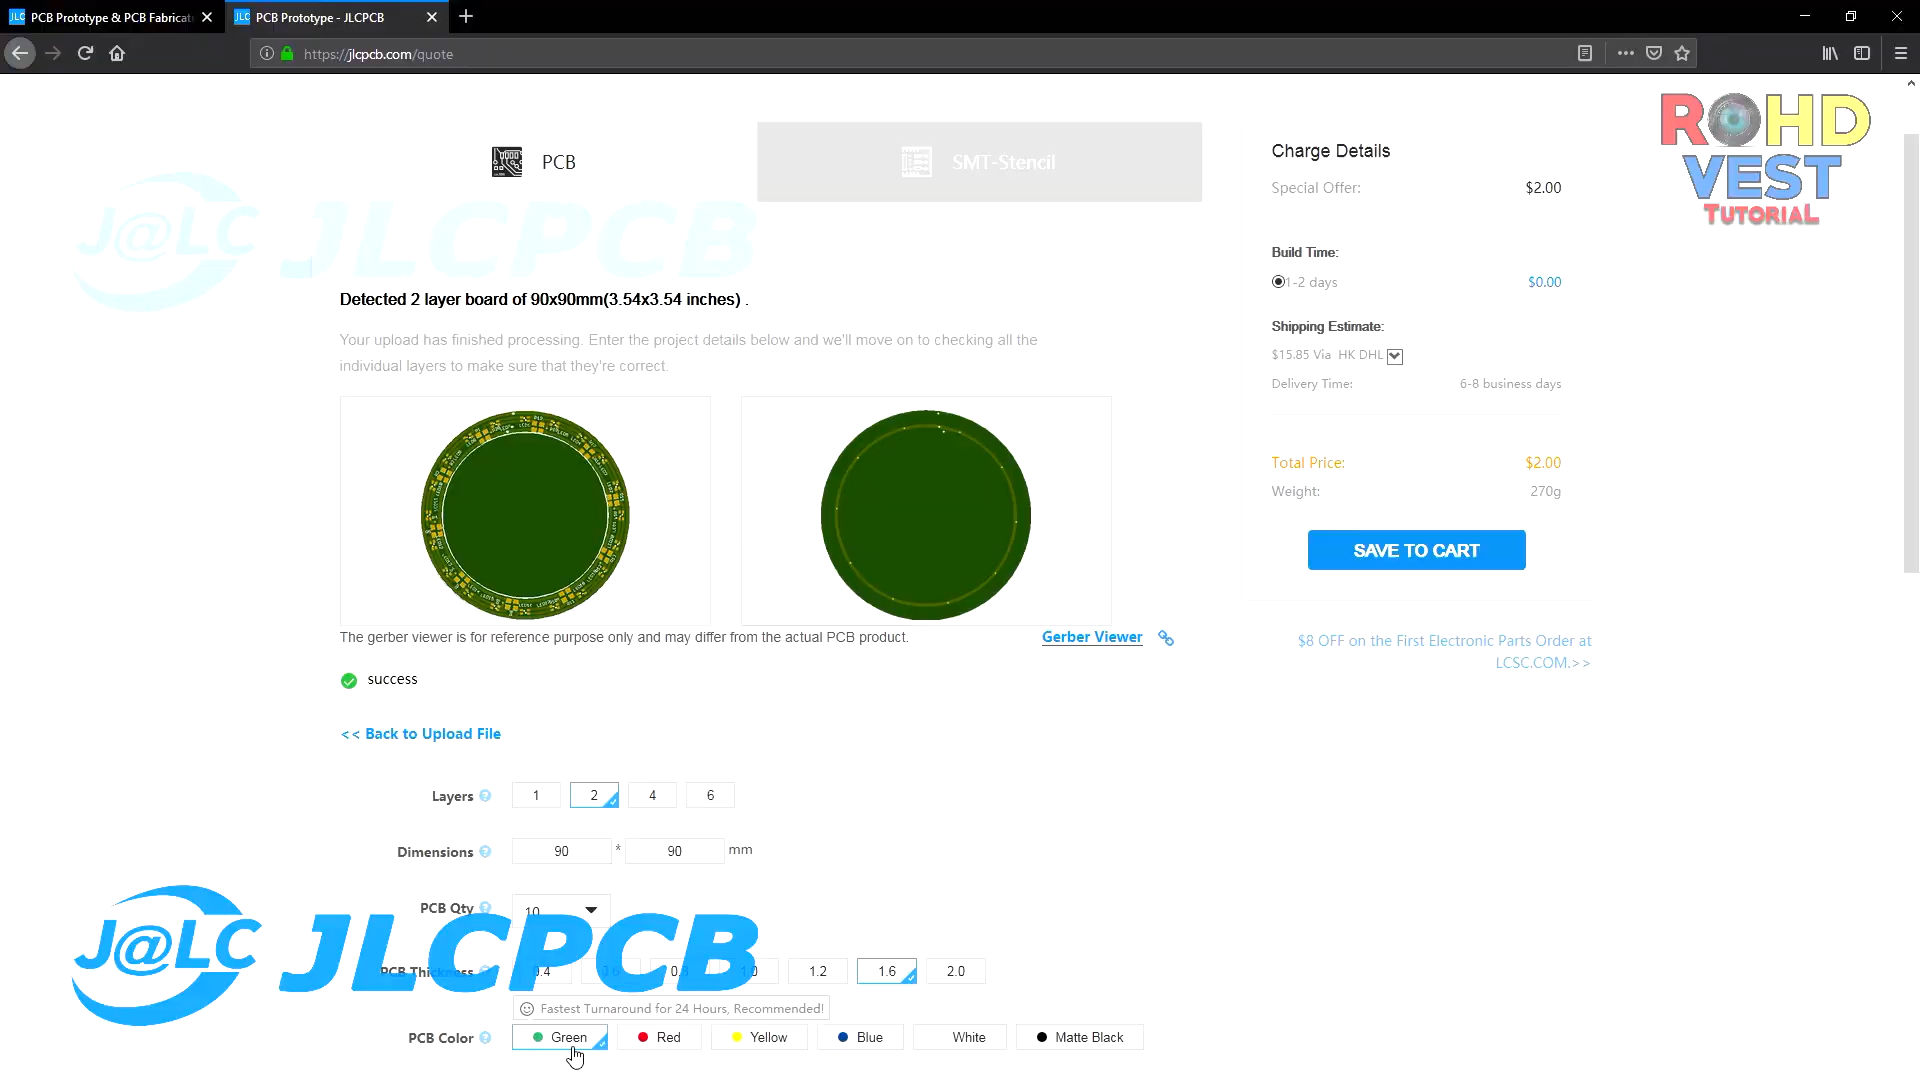 JLC PCB Prototype & PCB Fabricat
JLC PCB Prototype - JLCPCB
https://jlcpcb.com/quote
PCB
SMT-Stencil
J@LC JLCPCB
Detected 2 layer board of 90x90mm(3.54x3.54 inches) .
Your upload has finished processing. Enter the project details below and we'll move on to checking all the
individual layers to make sure that they're correct.
The gerber viewer is for reference purpose only and may differ from the actual PCB product.
Gerber Viewer
success
<< Back to Upload File
Layers ? 1 2 4 6
Dimensions ? 90 * 90 mm
PCB Qty ? 10
J@LC JLCPCB
PCB Thickness 1.2 1.6 2.0
Fastest Turnaround for 24 Hours, Recommended!
PCB Color ? Green Red Yellow Blue White Matte Black
Charge Details
Special Offer: $2.00
Build Time:
1-2 days $0.00
Shipping Estimate:
$15.85 Via HK DHL
Delivery Time: 6-8 business days
Total Price: $2.00
Weight: 270g
SAVE TO CART
$8 OFF on the First Electronic Parts Order at
LCSC.COM.>>
ROHD
VEST
TUTORIAL